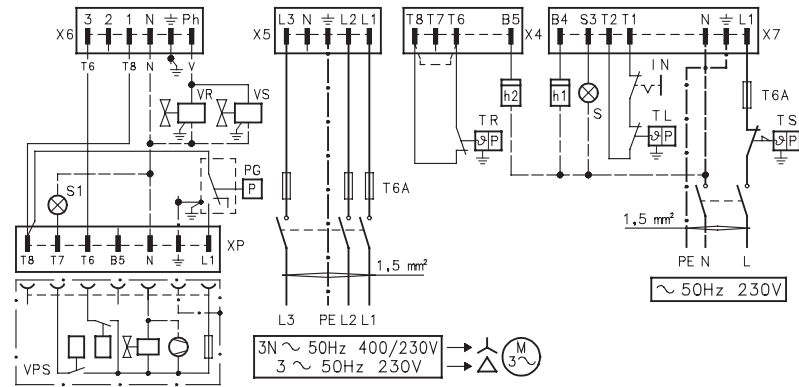 3 2 1 N ⏚ Ph
X6
T6 T8 N V
VR VS
PG
P
S1
XP
T8 T7 T6 B5 N ⏚ L1
VPS
X5
L3 N ⏚ L2 L1
T6A
1,5 mm²
L3 PE L2 L1
3N ~ 50Hz 400/230V
3 ~ 50Hz 230V
M
3~
T8 T7 T6 B5
X4
h2
TR
ϑ P
B4 S3 T2 T1 N ⏚ L1
X7
h1
S
IN
TL
ϑ P
T6A
TS
ϑ P
1,5 mm²
PE N L
~ 50Hz 230V